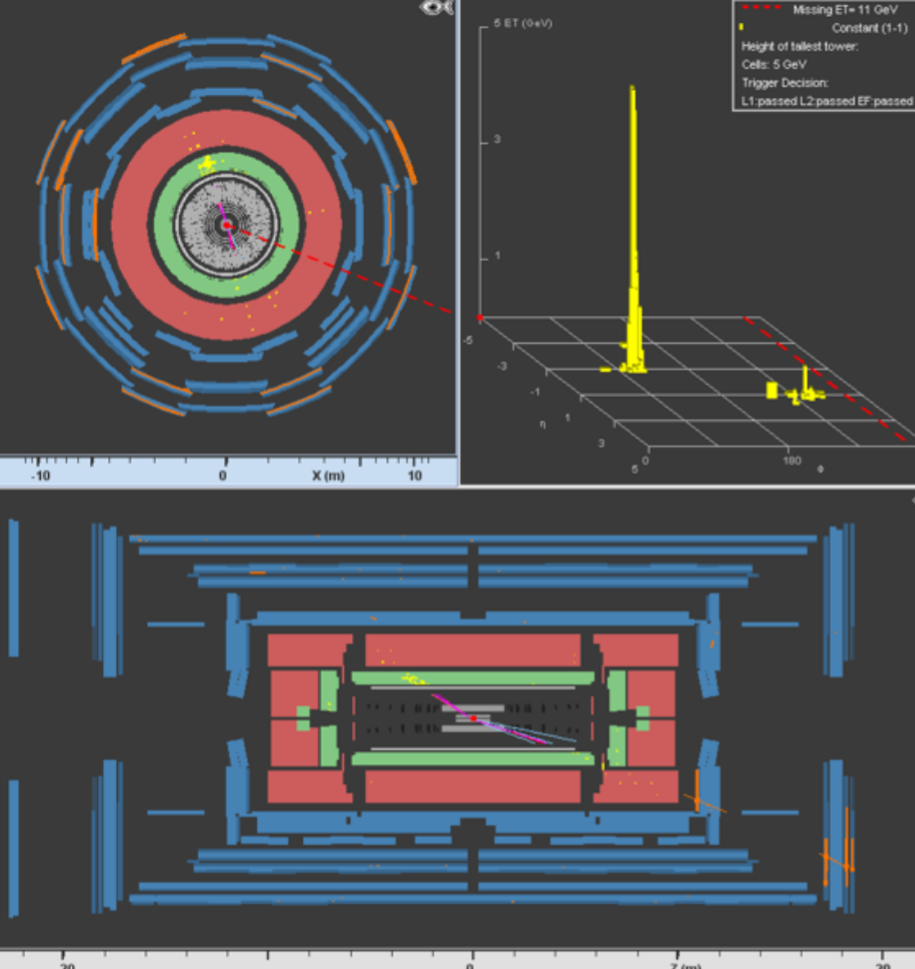 Missing ET= 11 GeV
Constant (1-1)
Height of tallest tower:
Cells: 5 GeV
Trigger Decision:
L1:passed L2:passed EF:passed
5 ET (GeV)
3
1
-5
-3
-1
η
1
3
5
0
180
Φ
-10
0
X (m)
10
0
Z (m)